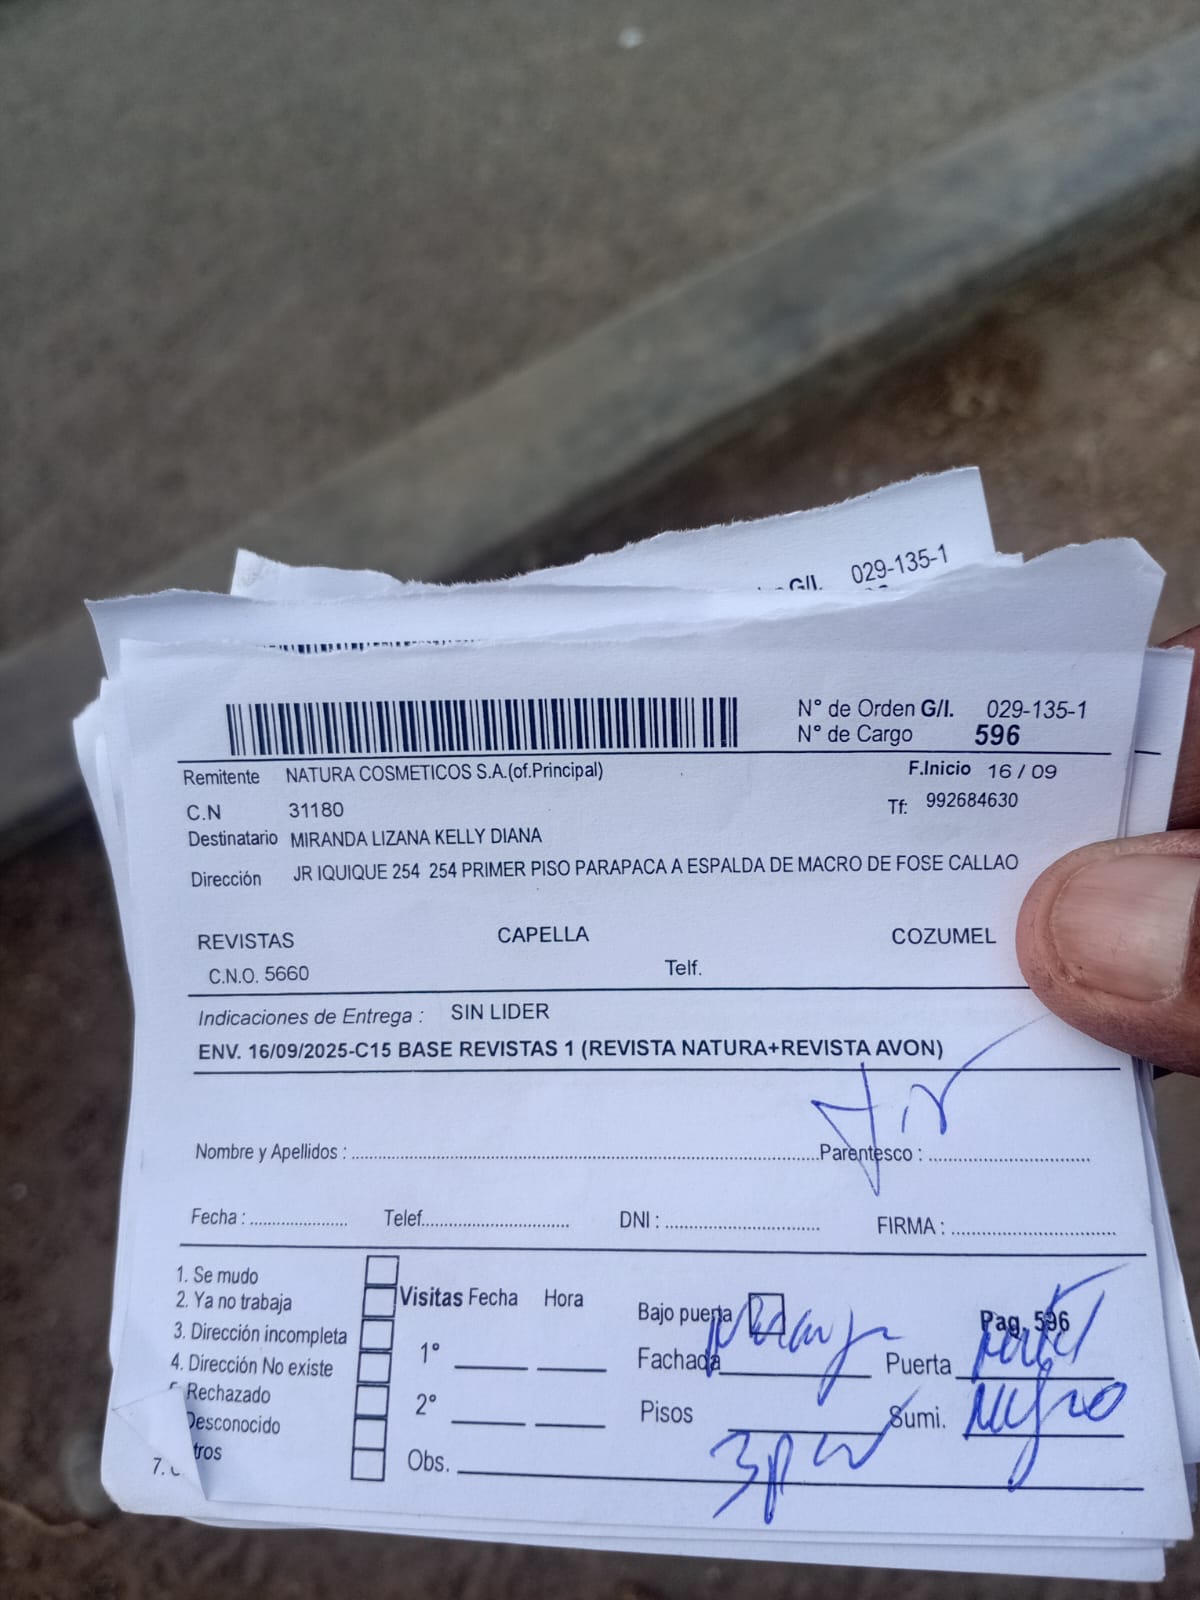 G/I. 029-135-1
N° de Orden G/I. 029-135-1
N° de Cargo 596
Remitente NATURA COSMETICOS S.A.(of.Principal) F.Inicio 16 / 09
C.N 31180 Tf: 992684630
Destinatario MIRANDA LIZANA KELLY DIANA
Dirección JR IQUIQUE 254 254 PRIMER PISO PARAPACA A ESPALDA DE MACRO DE FOSE CALLAO
REVISTAS CAPELLA COZUMEL
C.N.O. 5660 Telf.
Indicaciones de Entrega : SIN LIDER
ENV. 16/09/2025-C15 BASE REVISTAS 1 (REVISTA NATURA+REVISTA AVON)
Nombre y Apellidos : Parentesco :
Fecha : Telef. DNI : FIRMA :
1. Se mudo
2. Ya no trabaja Visitas Fecha Hora Bajo puerta Pag. 596
3. Dirección incompleta 1° Fachada Puerta
4. Dirección No existe
Rechazado 2° Pisos Sumi. Negro
Desconocido
7. tros Obs. 3p